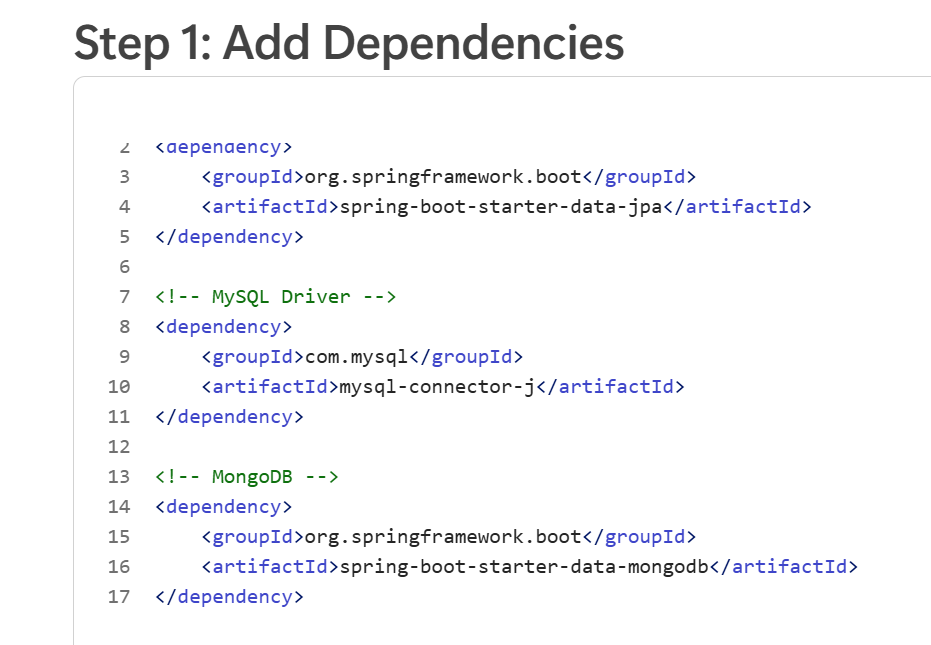 Step 1: Add Dependencies
2 <dependency>
3     <groupId>org.springframework.boot</groupId>
4     <artifactId>spring-boot-starter-data-jpa</artifactId>
5 </dependency>
6
7 <!-- MySQL Driver -->
8 <dependency>
9     <groupId>com.mysql</groupId>
10     <artifactId>mysql-connector-j</artifactId>
11 </dependency>
12
13 <!-- MongoDB -->
14 <dependency>
15     <groupId>org.springframework.boot</groupId>
16     <artifactId>spring-boot-starter-data-mongodb</artifactId>
17 </dependency>